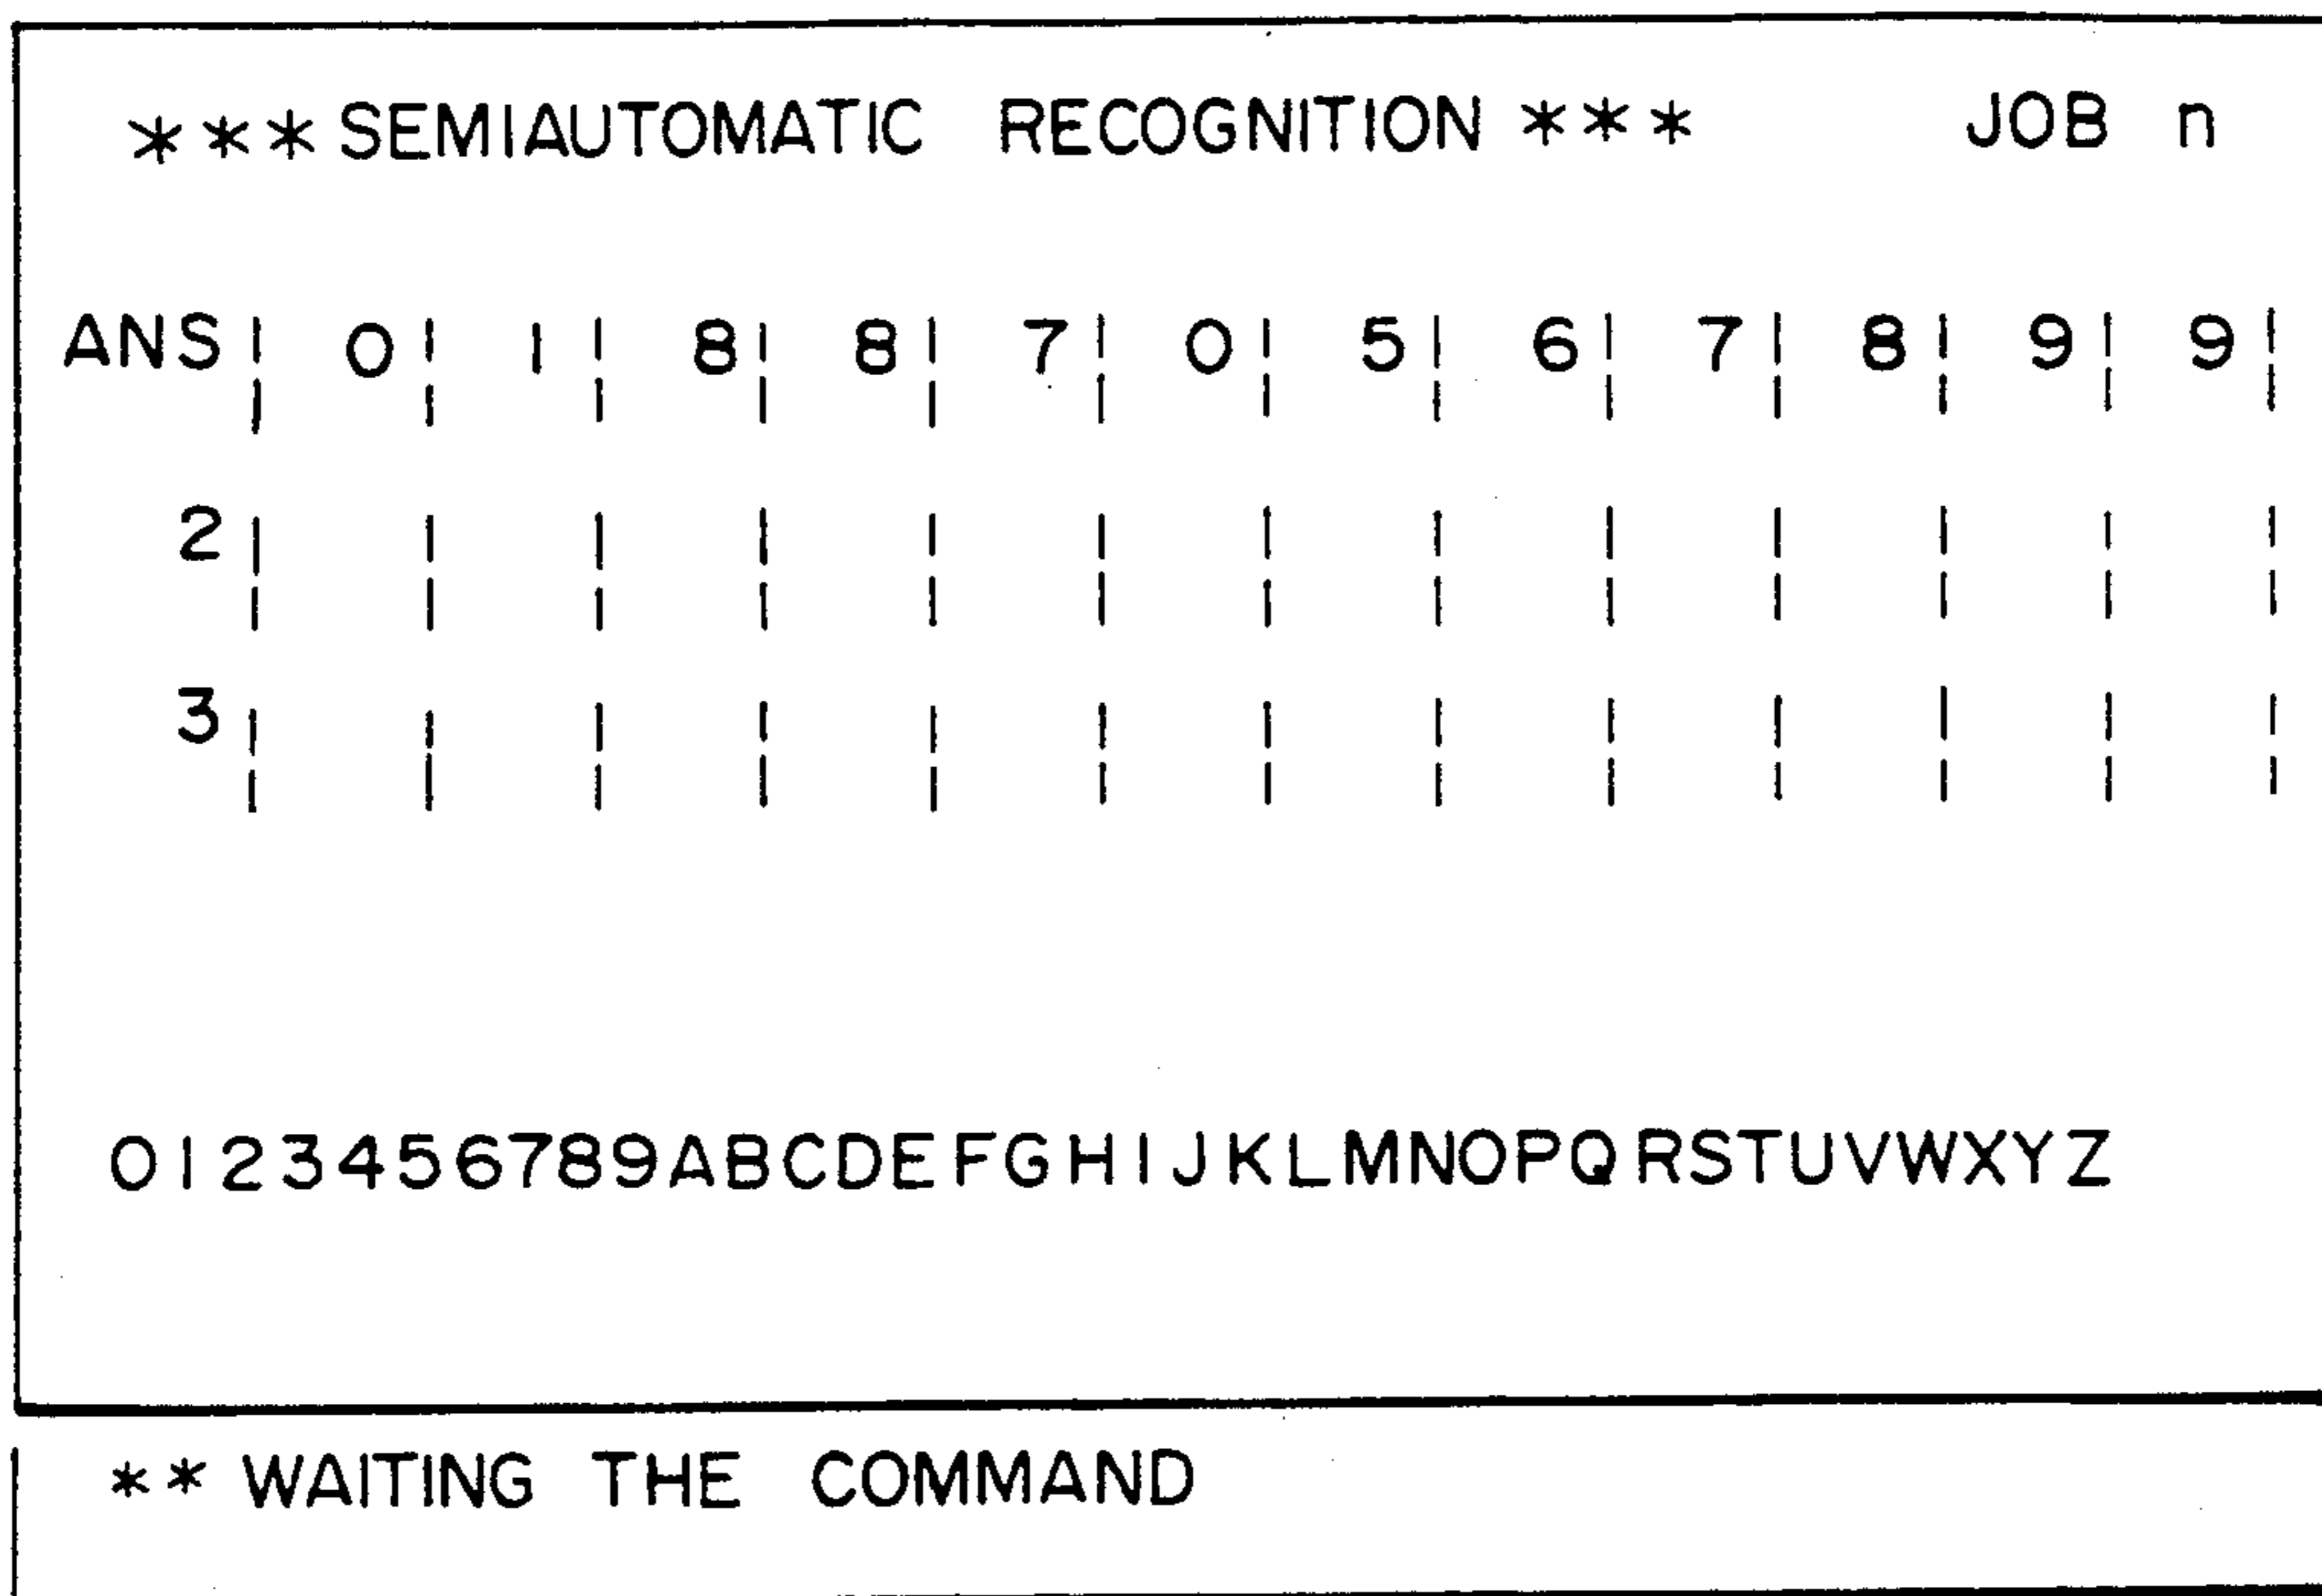 *** SEMIAUTOMATIC RECOGNITION *** JOB n
ANS | 0 | 1 | 8 | 8 | 7 | 0 | 5 | 6 | 7 | 8 | 9 | 9 |
2 | | | | | | | | | | | | |
3 | | | | | | | | | | | | |
0123456789ABCDEFGHIJKLMNOPQRSTUVWXYZ
** WAITING THE COMMAND